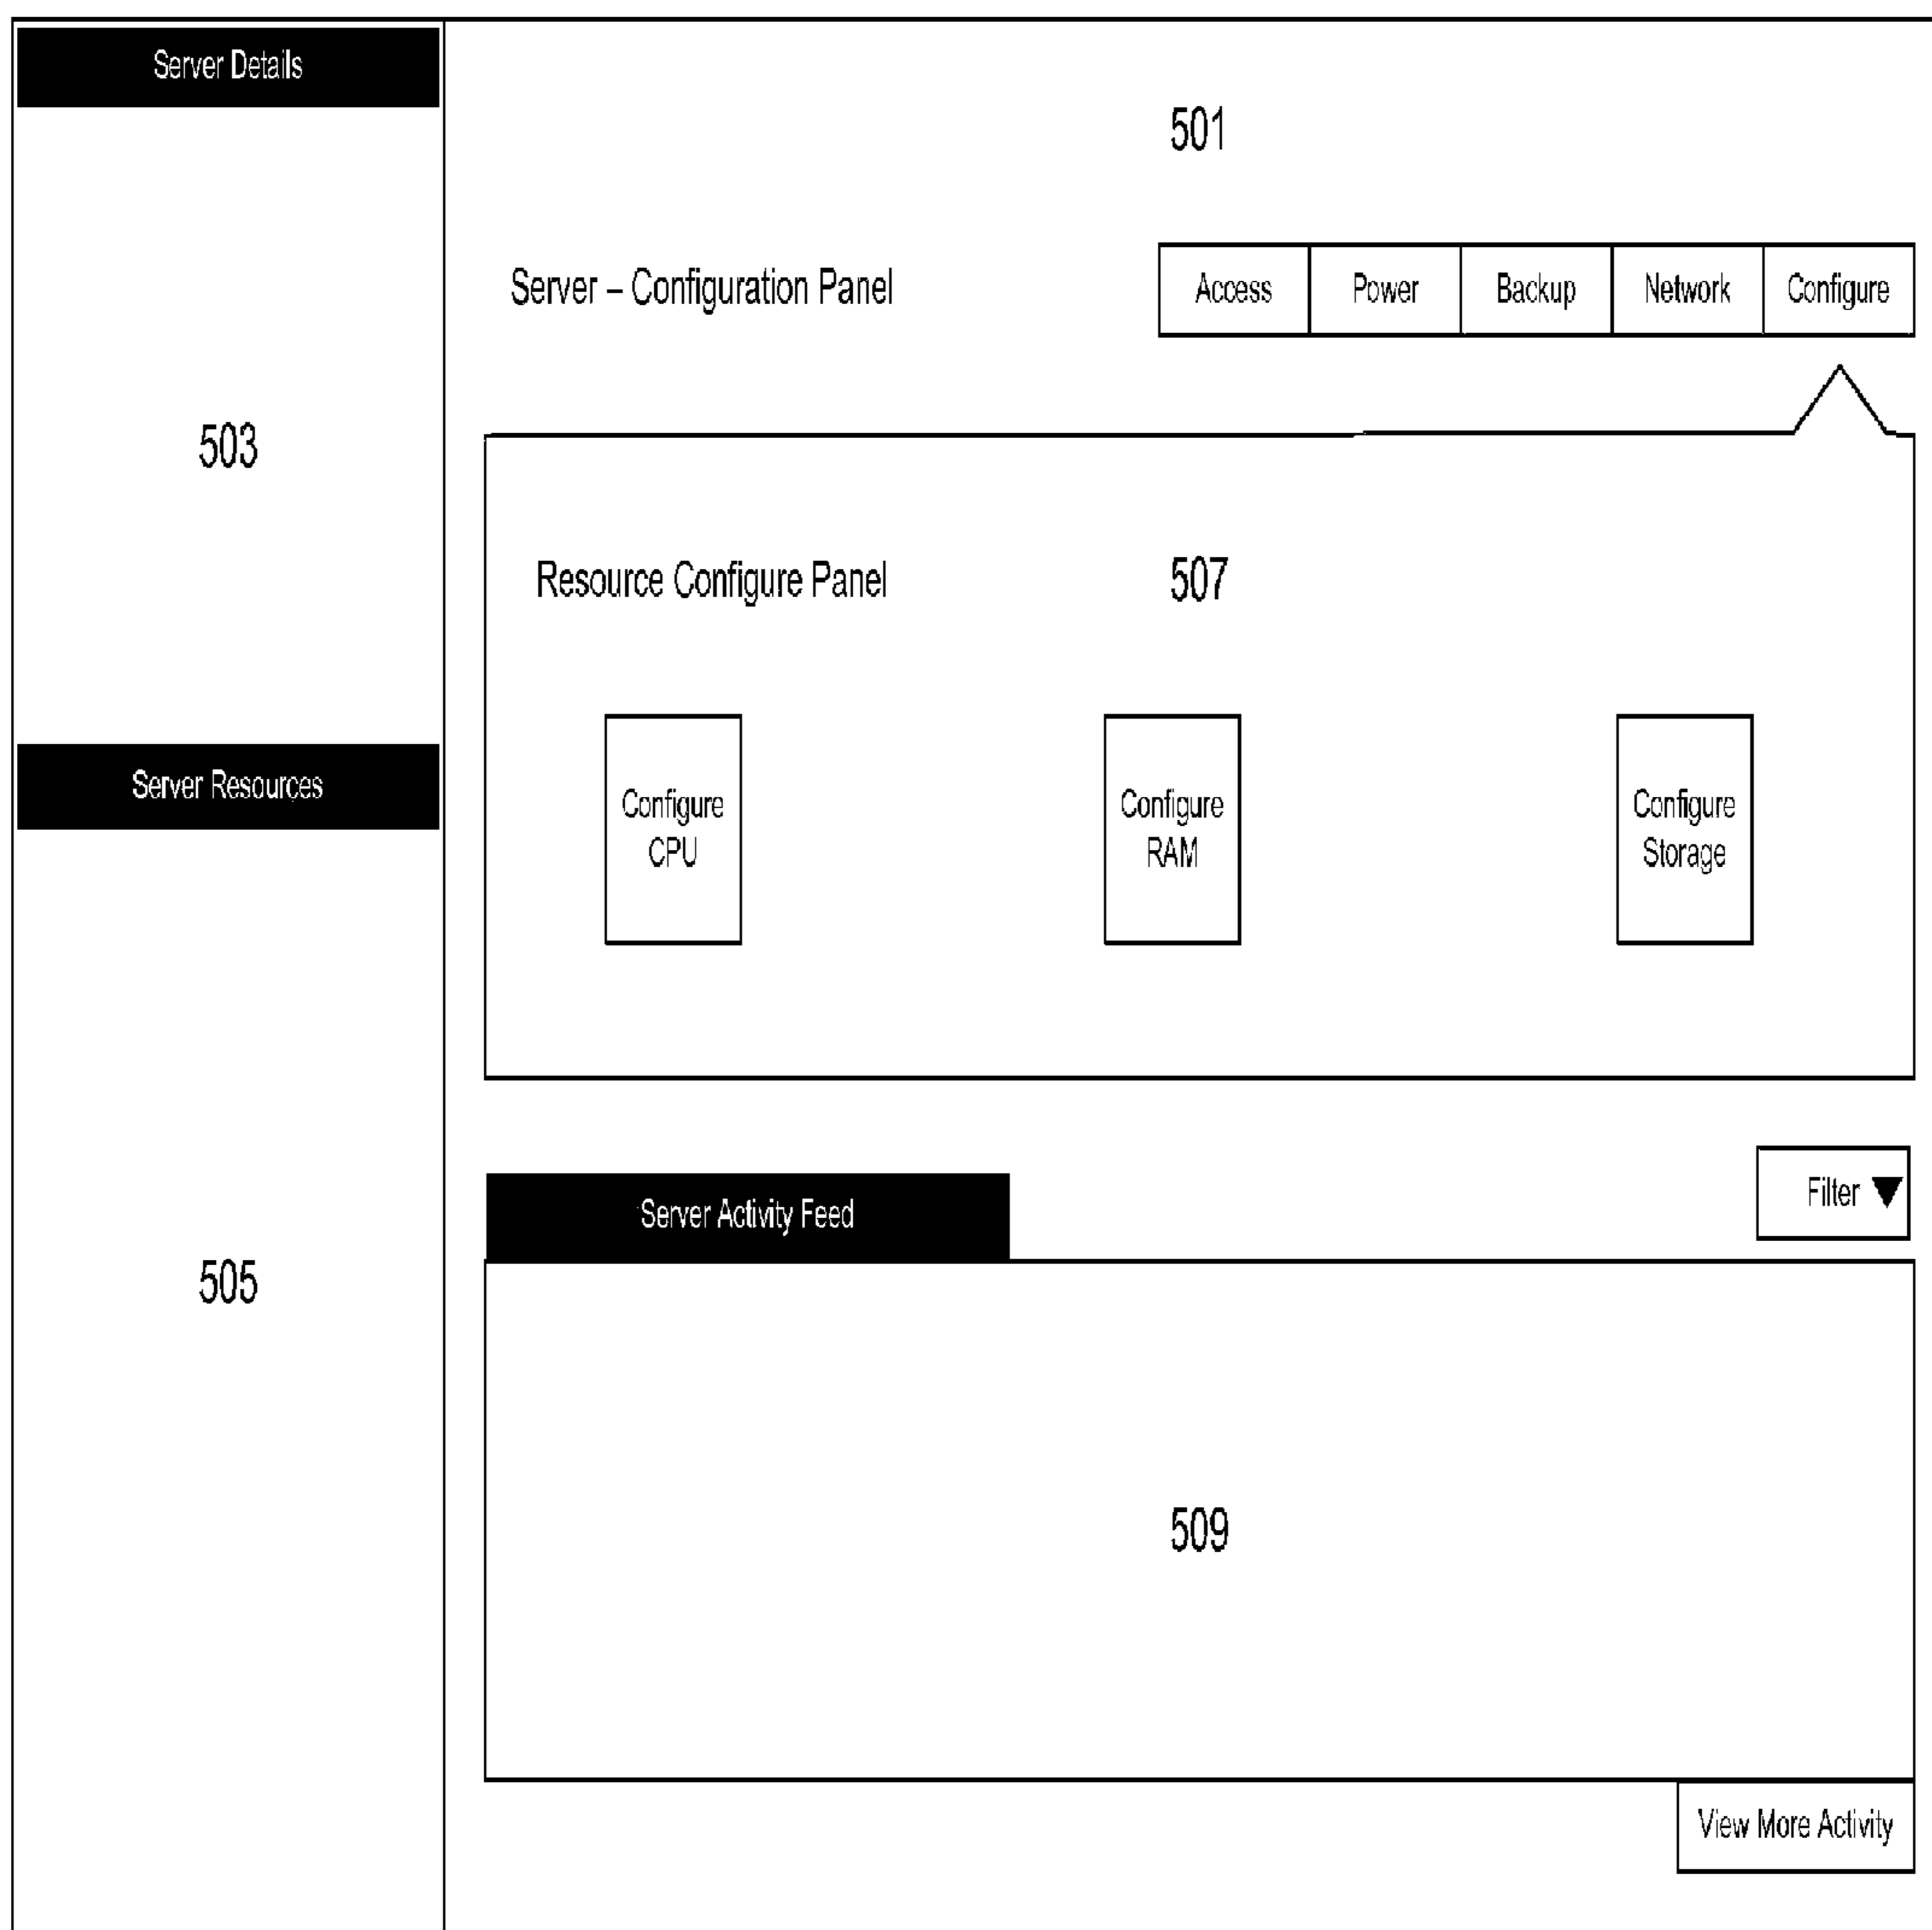 Server Details
501
Server – Configuration Panel
Access
Power
Backup
Network
Configure
503
Resource Configure Panel
507
Server Resources
Configure
CPU
Configure
RAM
Configure
Storage
Filter
Server Activity Feed
505
509
View More Activity